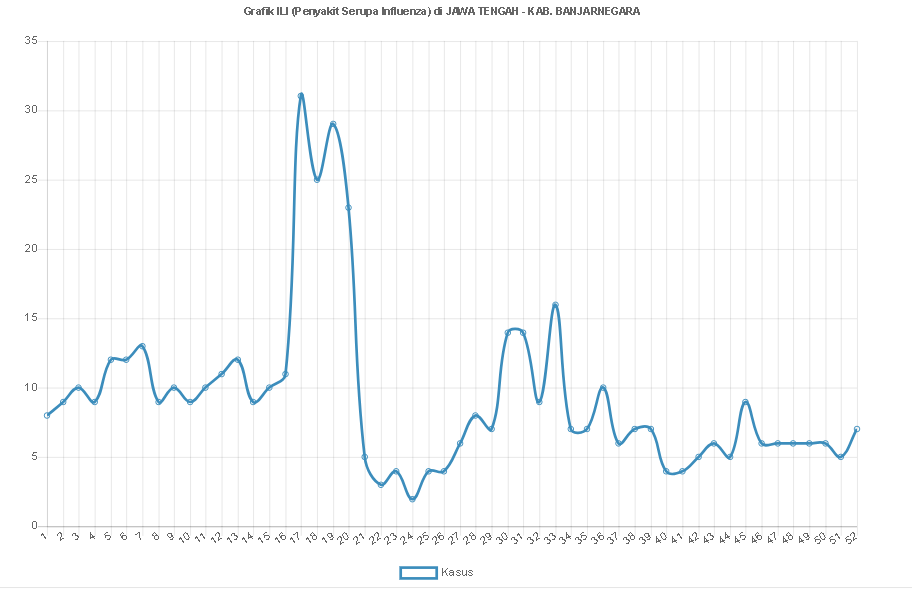 Grafik ILI (Penyakit Serupa Influenza) di JAWA TENGAH - KAB. BANJARNEGARA
35
30
25
20
15
10
5
0
1 2 3 4 5 6 7 8 9 10 11 12 13 14 15 16 17 18 19 20 21 22 23 24 25 26 27 28 29 30 31 32 33 34 35 36 37 38 39 40 41 42 43 44 45 46 47 48 49 50 51 52
Kasus